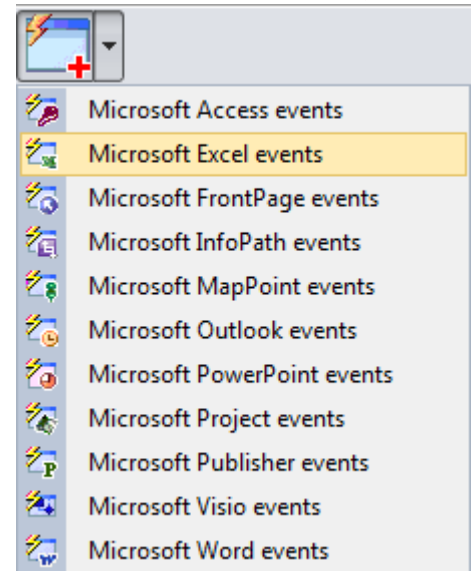 Microsoft Access events
Microsoft Excel events
Microsoft FrontPage events
Microsoft InfoPath events
Microsoft MapPoint events
Microsoft Outlook events
Microsoft PowerPoint events
Microsoft Project events
Microsoft Publisher events
Microsoft Visio events
Microsoft Word events